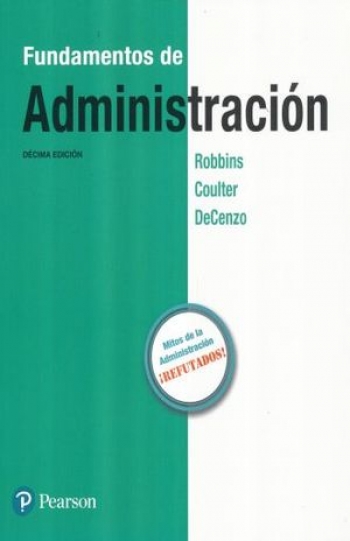 Fundamentos de
Administración
DÉCIMA EDICIÓN
Robbins
Coulter
DeCenzo
Mitos de la
Administración
¡REFUTADOS!
Pearson